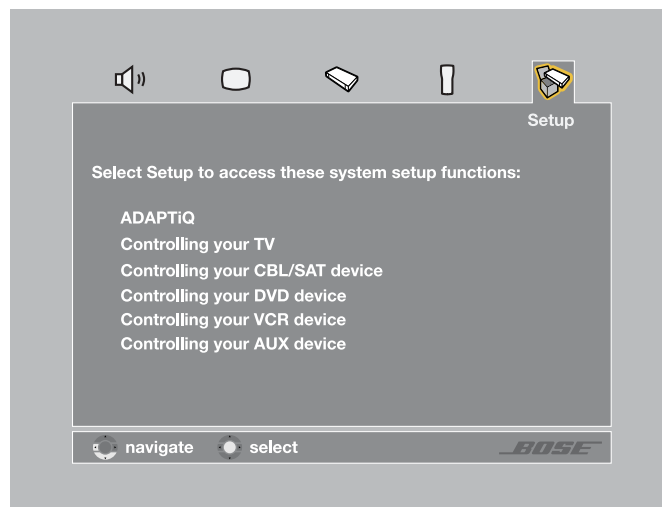 Setup
Select Setup to access these system setup functions:
ADAPTiQ
Controlling your TV
Controlling your CBL/SAT device
Controlling your DVD device
Controlling your VCR device
Controlling your AUX device
navigate select BOSE